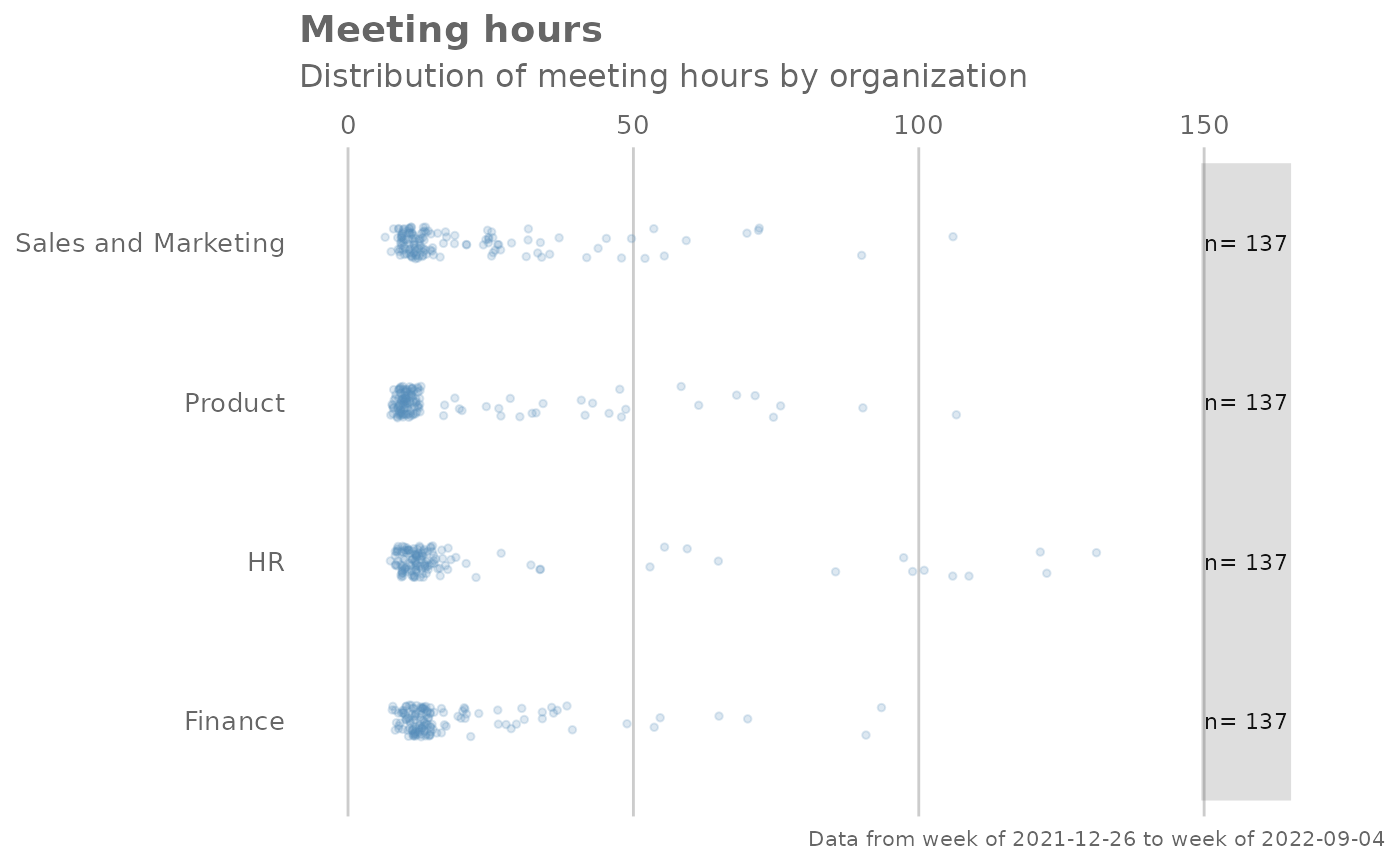 Meeting hours
Distribution of meeting hours by organization
0 50 100 150
Sales and Marketing n= 137
Product n= 137
HR n= 137
Finance n= 137
Data from week of 2021-12-26 to week of 2022-09-04